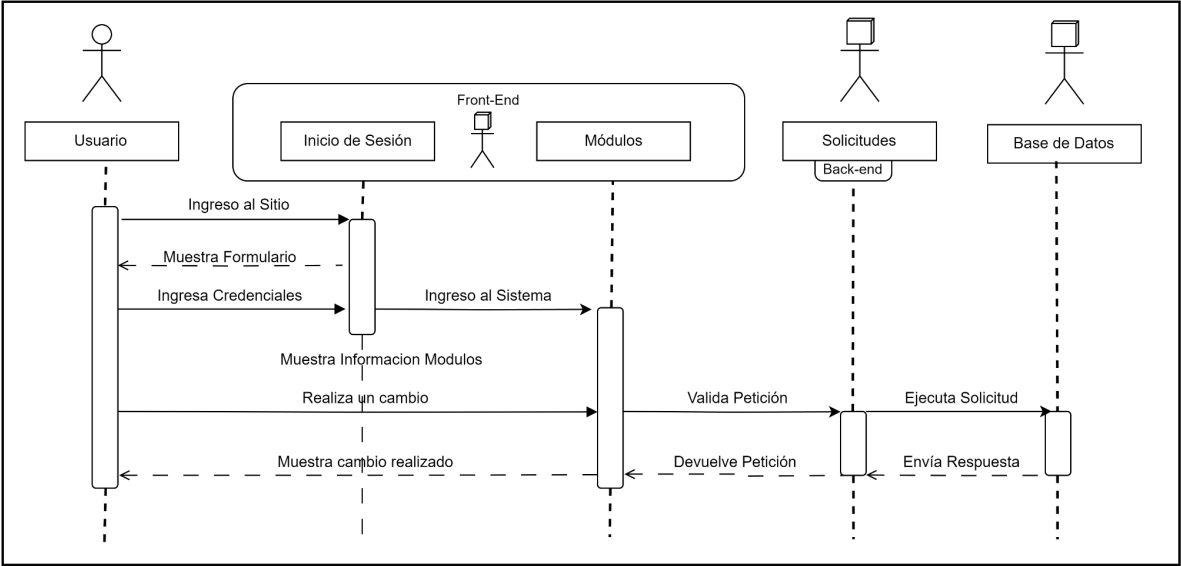 Front-End
Usuario
Inicio de Sesión
Módulos
Solicitudes
Base de Datos
Back-end
Ingreso al Sitio
Muestra Formulario
Ingresa Credenciales
Ingreso al Sistema
Muestra Informacion Modulos
Realiza un cambio
Valida Petición
Ejecuta Solicitud
Muestra cambio realizado
Devuelve Petición
Envía Respuesta